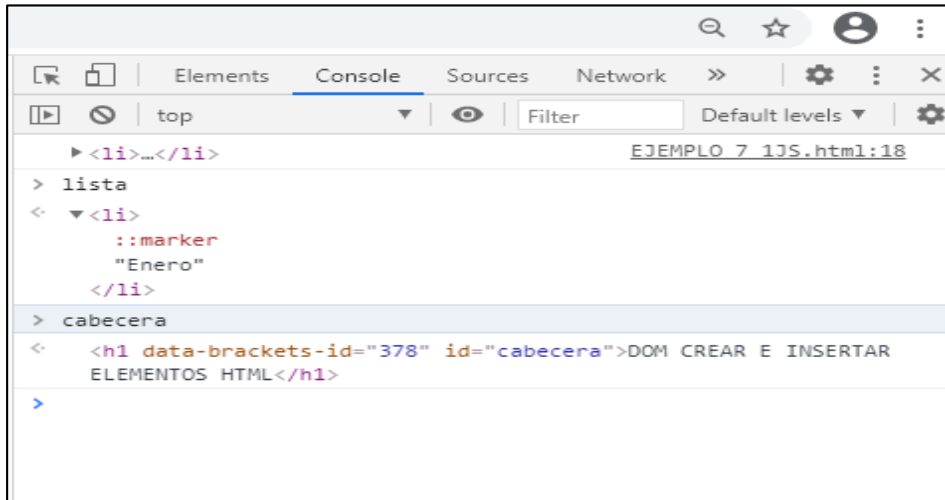 Elements Console Sources Network »
top Filter Default levels ▼
▶ <li>…</li> EJEMPLO 7 1JS.html:18
> lista
▼ <li>
::marker
"Enero"
</li>
> cabecera
<h1 data-brackets-id="378" id="cabecera">DOM CREAR E INSERTAR
ELEMENTOS HTML</h1>
>